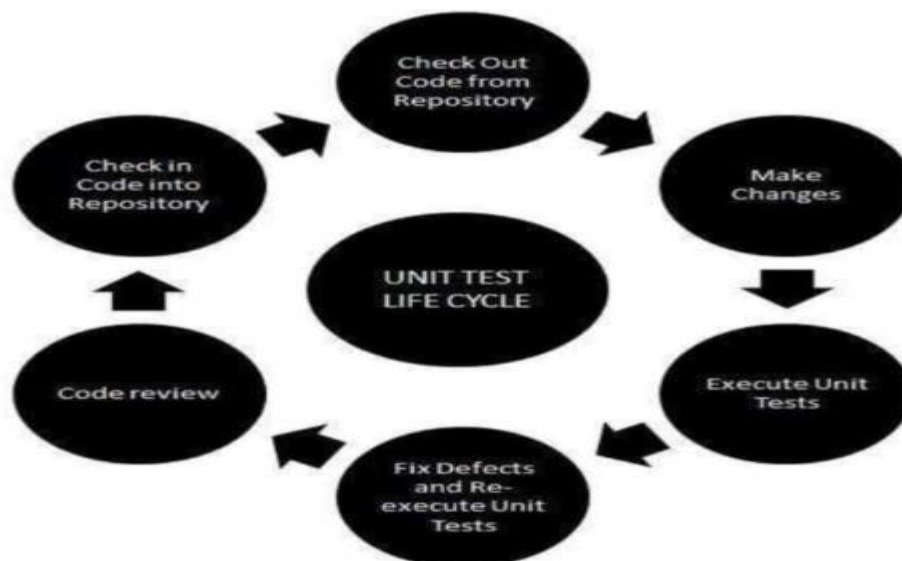 Check Out
Code from
Repository
Check in
Code into
Repository
Make
Changes
UNIT TEST
LIFE CYCLE
Code review
Execute Unit
Tests
Fix Defects
and Re-
execute Unit
Tests